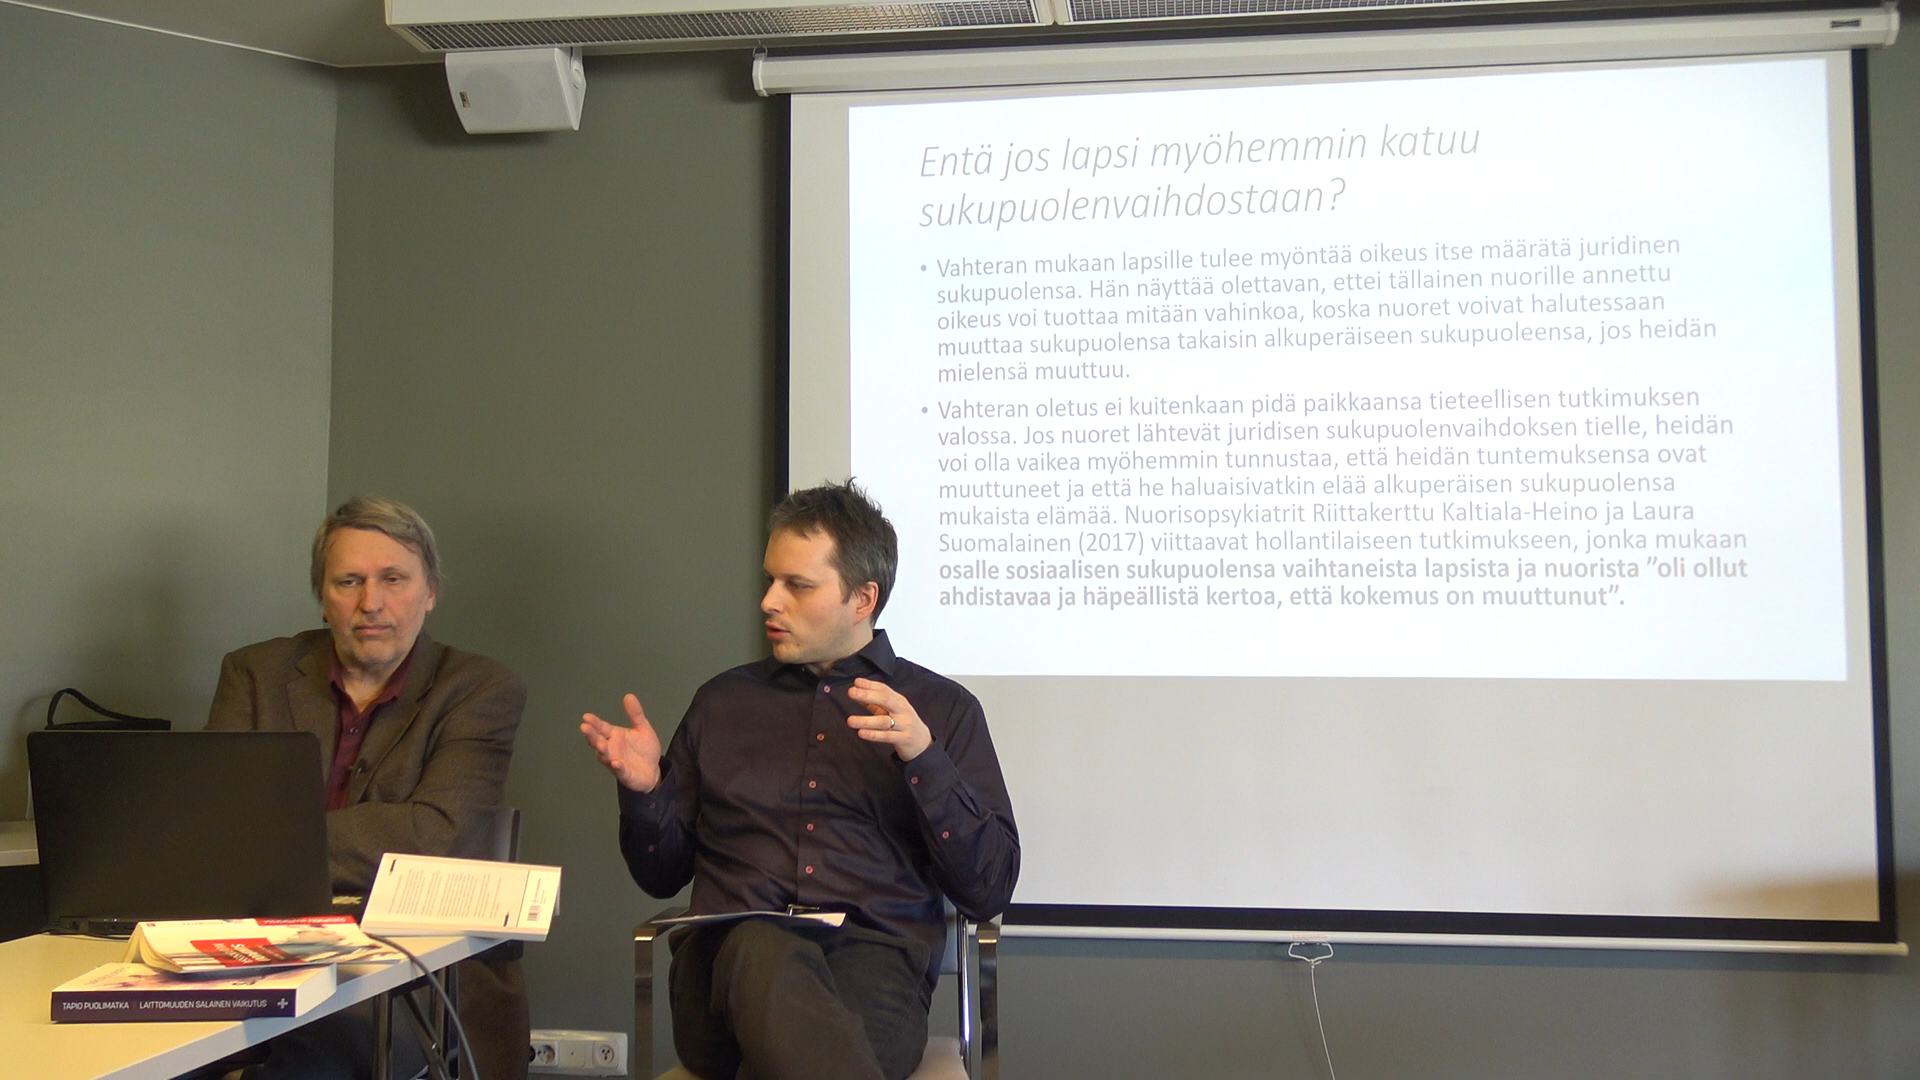 Entä jos lapsi myöhemmin katuu
sukupuolenvaihdostaan?
• Vahteran mukaan lapsille tulee myöntää oikeus itse määrätä juridinen
sukupuolensa. Hän näyttää olettavan, ettei tällainen nuorille annettu
oikeus voi tuottaa mitään vahinkoa, koska nuoret voivat halutessaan
muuttaa sukupuolensa takaisin alkuperäiseen sukupuoleensa, jos heidän
mielensä muuttuu.
• Vahteran oletus ei kuitenkaan pidä paikkaansa tieteellisen tutkimuksen
valossa. Jos nuoret lähtevät juridisen sukupuolenvaihdoksen tielle, heidän
voi olla vaikea myöhemmin tunnustaa, että heidän tuntemuksensa ovat
muuttuneet ja että he haluaisivatkin elää alkuperäisen sukupuolensa
mukaista elämää. Nuorisopsykiatrit Riittakerttu Kaltiala-Heino ja Laura
Suomalainen (2017) viittaavat hollantilaiseen tutkimukseen, jonka mukaan
osalle sosiaalisen sukupuolensa vaihtaneista lapsista ja nuorista ”oli ollut
ahdistavaa ja häpeällistä kertoa, että kokemus on muuttunut”.
TAPIO PUOLIMATKA LAITTOMUUDEN SALAINEN VAIKUTUS